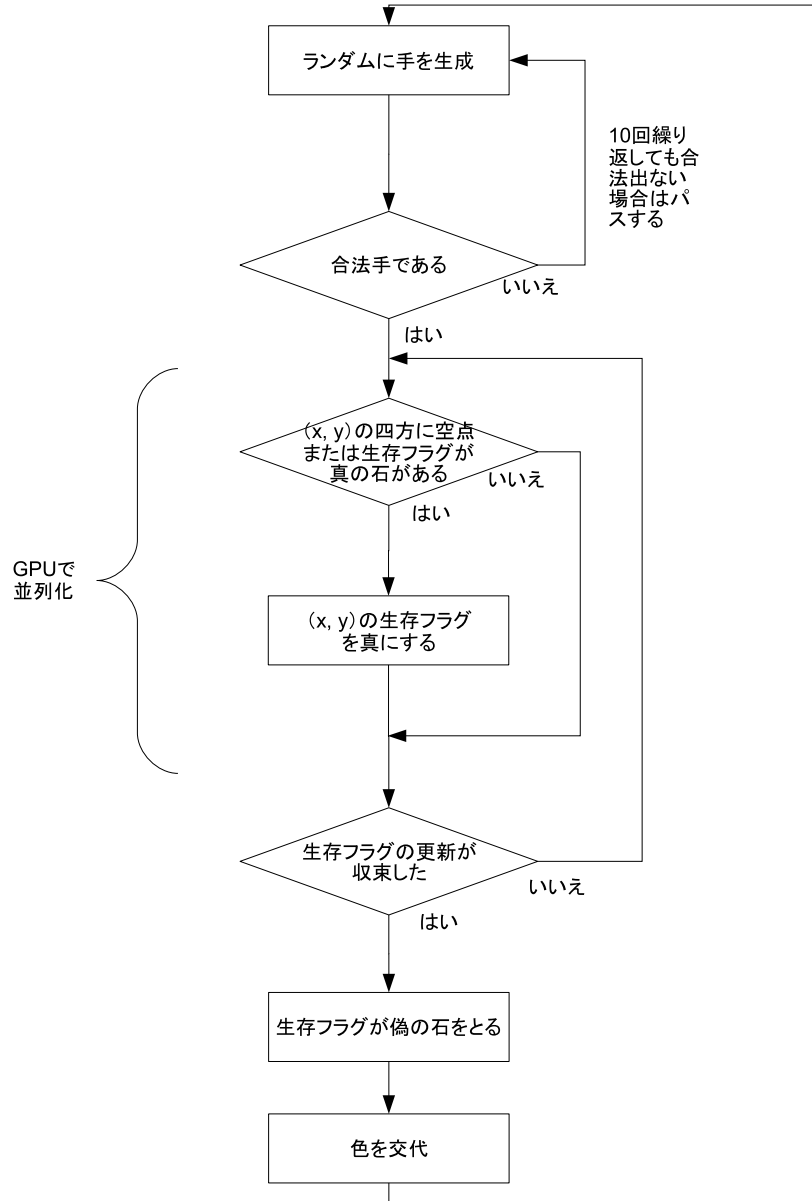 ランダムに手を生成
10回繰り
返しても合
法出ない
場合はパ
スする
合法手である
いいえ
はい
(x, y)の四方に空点
または生存フラグが
真の石がある
いいえ
はい
GPUで
並列化
(x, y)の生存フラグ
を真にする
生存フラグの更新が
収束した
いいえ
はい
生存フラグが偽の石をとる
色を交代